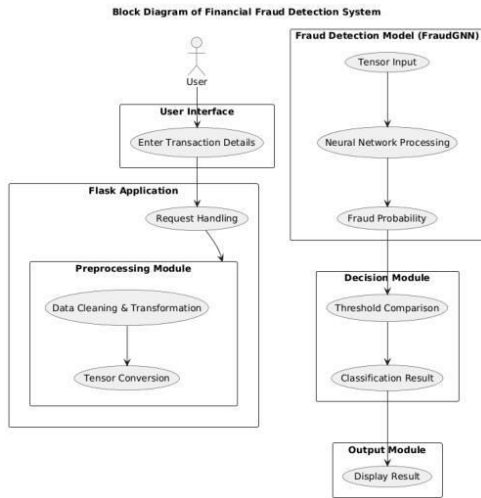 Block Diagram of Financial Fraud Detection System
User
User Interface
Enter Transaction Details
Flask Application
Request Handling
Preprocessing Module
Data Cleaning & Transformation
Tensor Conversion
Fraud Detection Model (FraudGNN)
Tensor Input
Neural Network Processing
Fraud Probability
Decision Module
Threshold Comparison
Classification Result
Output Module
Display Result